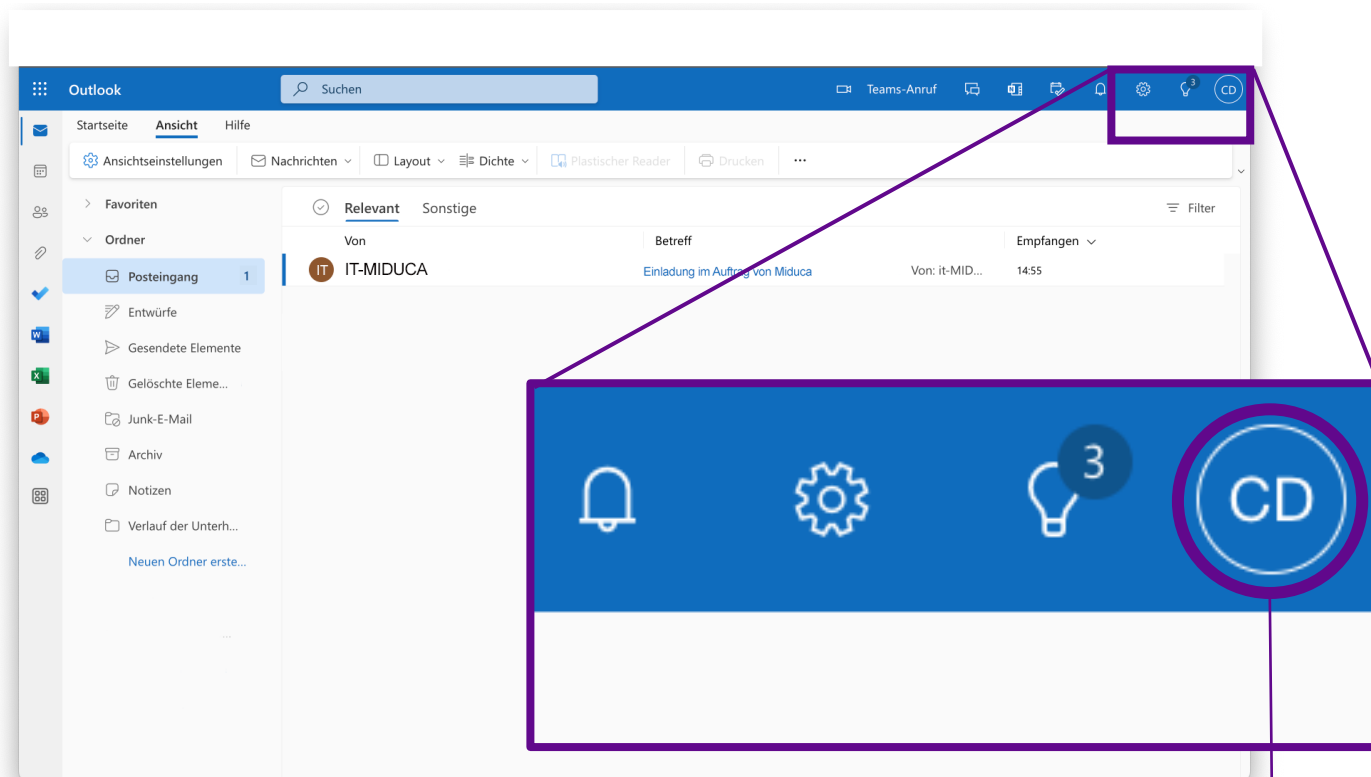 Outlook
Suchen
Teams-Anruf
3
CD
Startseite Ansicht Hilfe
Ansichtseinstellungen Nachrichten Layout Dichte Plastischer Reader Drucken ...
Favoriten
Relevant Sonstige
Filter
Ordner
Von Betreff Empfangen
Posteingang 1
IT IT-MIDUCA Einladung im Auftrag von Miduca Von: it-MID... 14:55
Entwürfe
Gesendete Elemente
Gelöschte Eleme...
Junk-E-Mail
Archiv
Notizen
Verlauf der Unterh...
Neuen Ordner erste...
...
W
X
P
3
CD